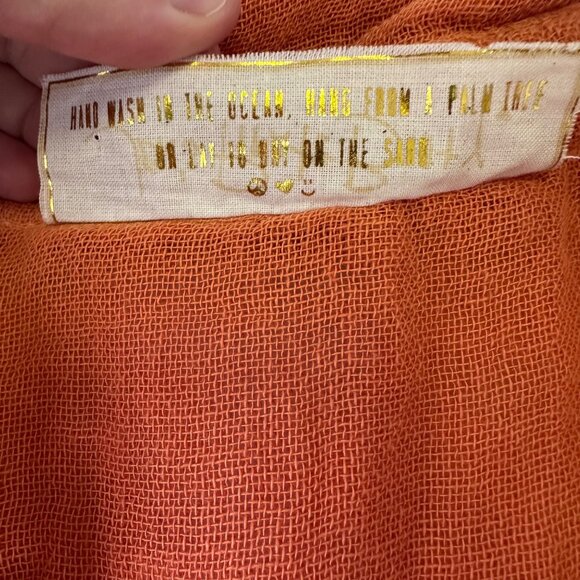 HAND WASH IN THE OCEAN, HANG FROM A PALM TREE
OR LAY TO DRY ON THE SAND